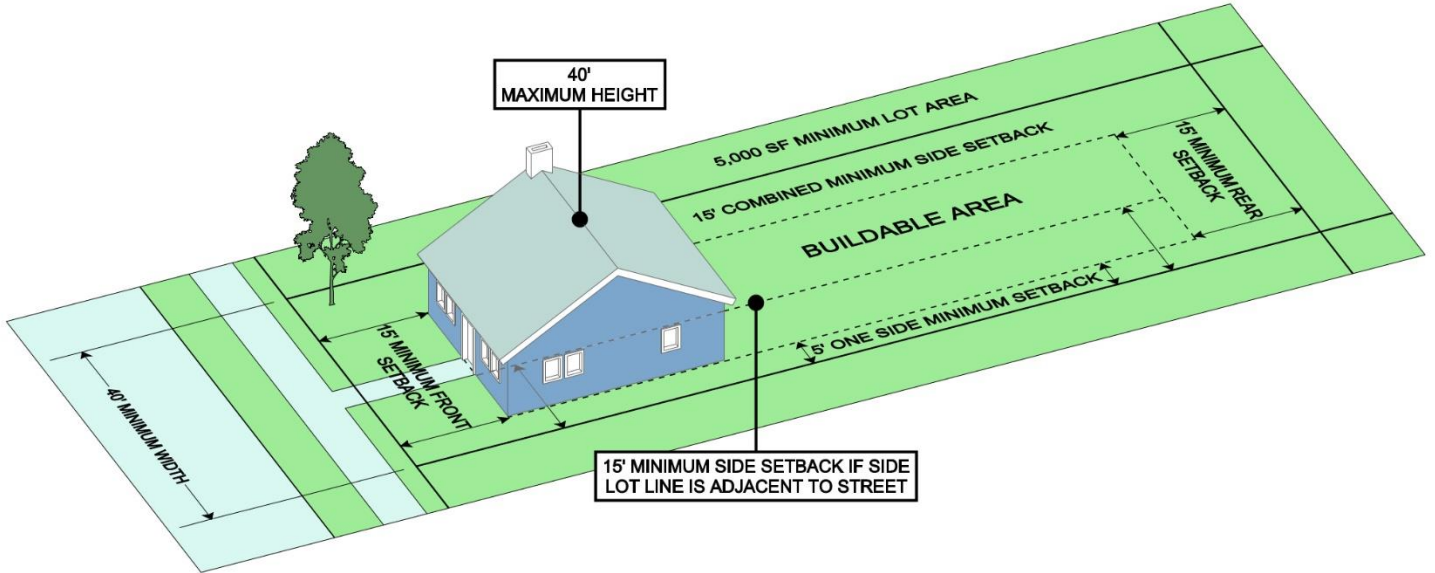 40'
MAXIMUM HEIGHT
5,000 SF MINIMUM LOT AREA
15' COMBINED MINIMUM SIDE SETBACK
15' MINIMUM REAR
SETBACK
BUILDABLE AREA
5' ONE SIDE MINIMUM SETBACK
15' MINIMUM FRONT
SETBACK
40' MINIMUM WIDTH
15' MINIMUM SIDE SETBACK IF SIDE
LOT LINE IS ADJACENT TO STREET